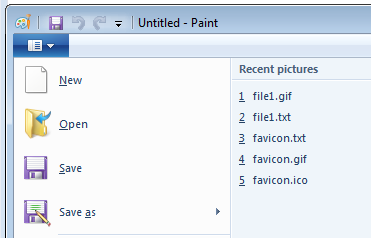 Untitled - Paint
Recent pictures
New
1 file1.gif
2 file1.txt
Open
3 favicon.txt
4 favicon.gif
Save
5 favicon.ico
Save as